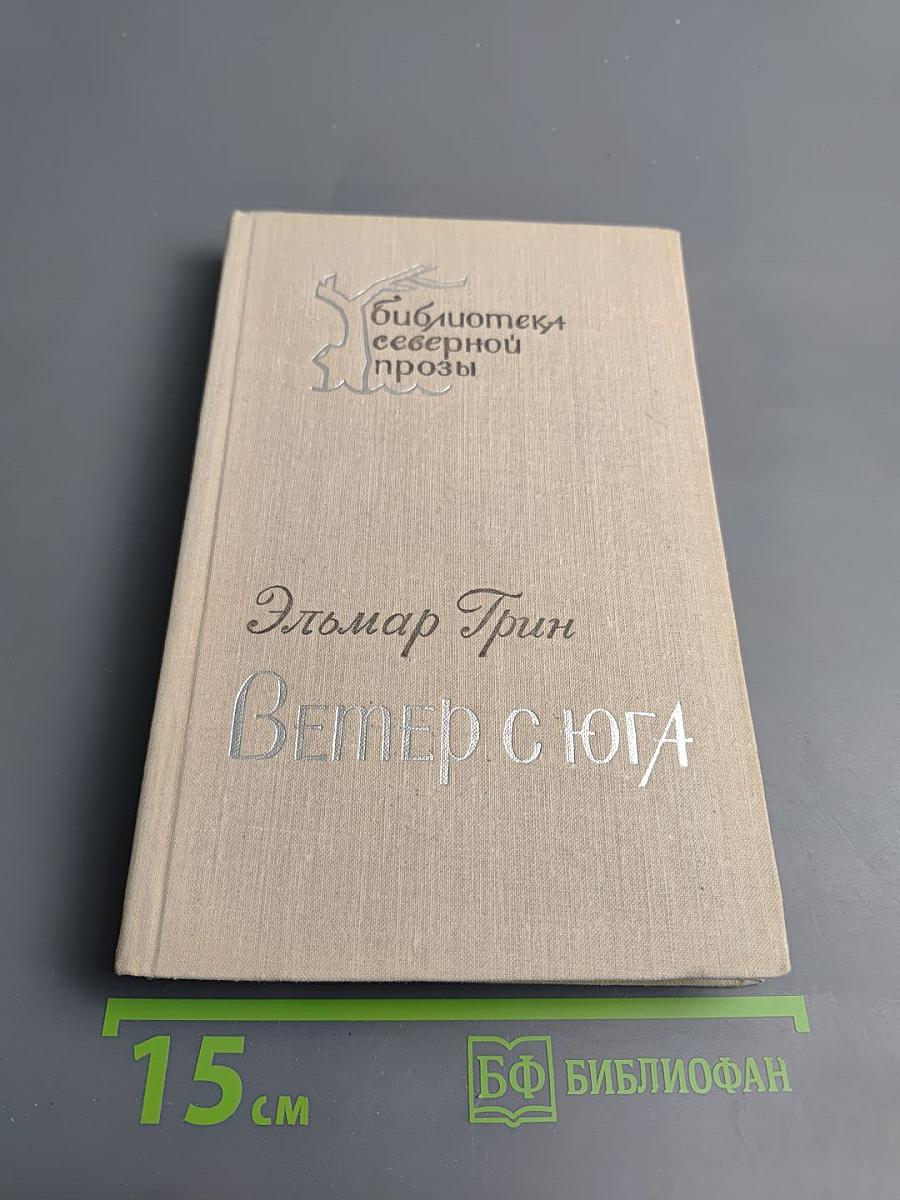 библиотека
северной
прозы
Эльмар Грин
Ветер с юга
15 см
БФ БИБЛИОФАН